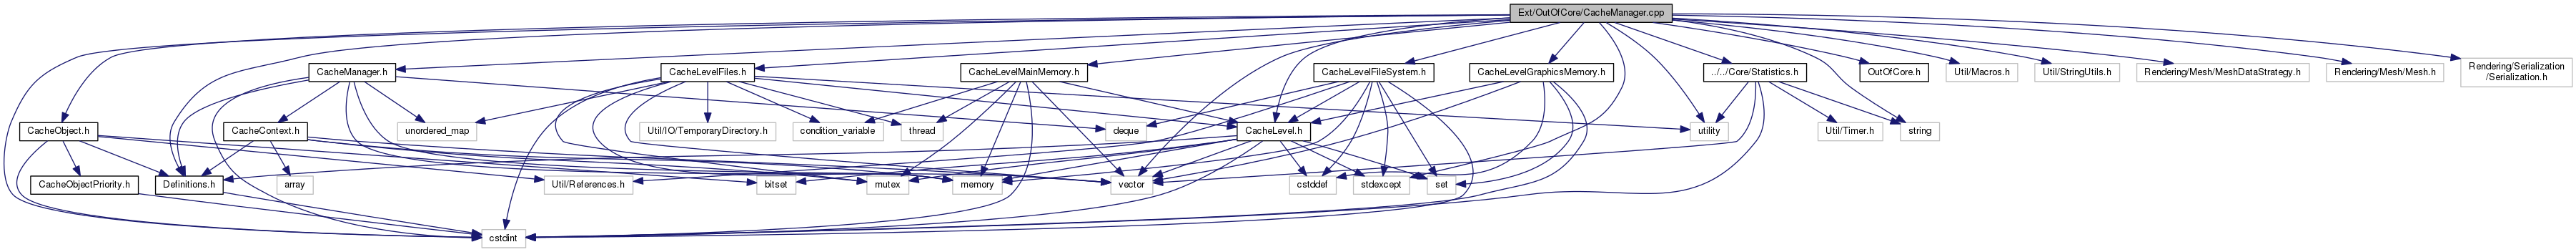 Ext/OutOfCore/CacheManager.cpp
CacheManager.h
CacheLevelFiles.h
CacheLevelMainMemory.h
CacheLevelFileSystem.h
CacheLevelGraphicsMemory.h
../../Core/Statistics.h
OutOfCore.h
Util/Macros.h
Util/StringUtils.h
Rendering/Mesh/MeshDataStrategy.h
Rendering/Mesh/Mesh.h
Rendering/Serialization
/Serialization.h
CacheObject.h
CacheContext.h
unordered_map
Util/IO/TemporaryDirectory.h
condition_variable
thread
deque
CacheLevel.h
utility
Util/Timer.h
string
CacheObjectPriority.h
Definitions.h
array
Util/References.h
bitset
mutex
memory
vector
cstddef
stdexcept
set
cstdint